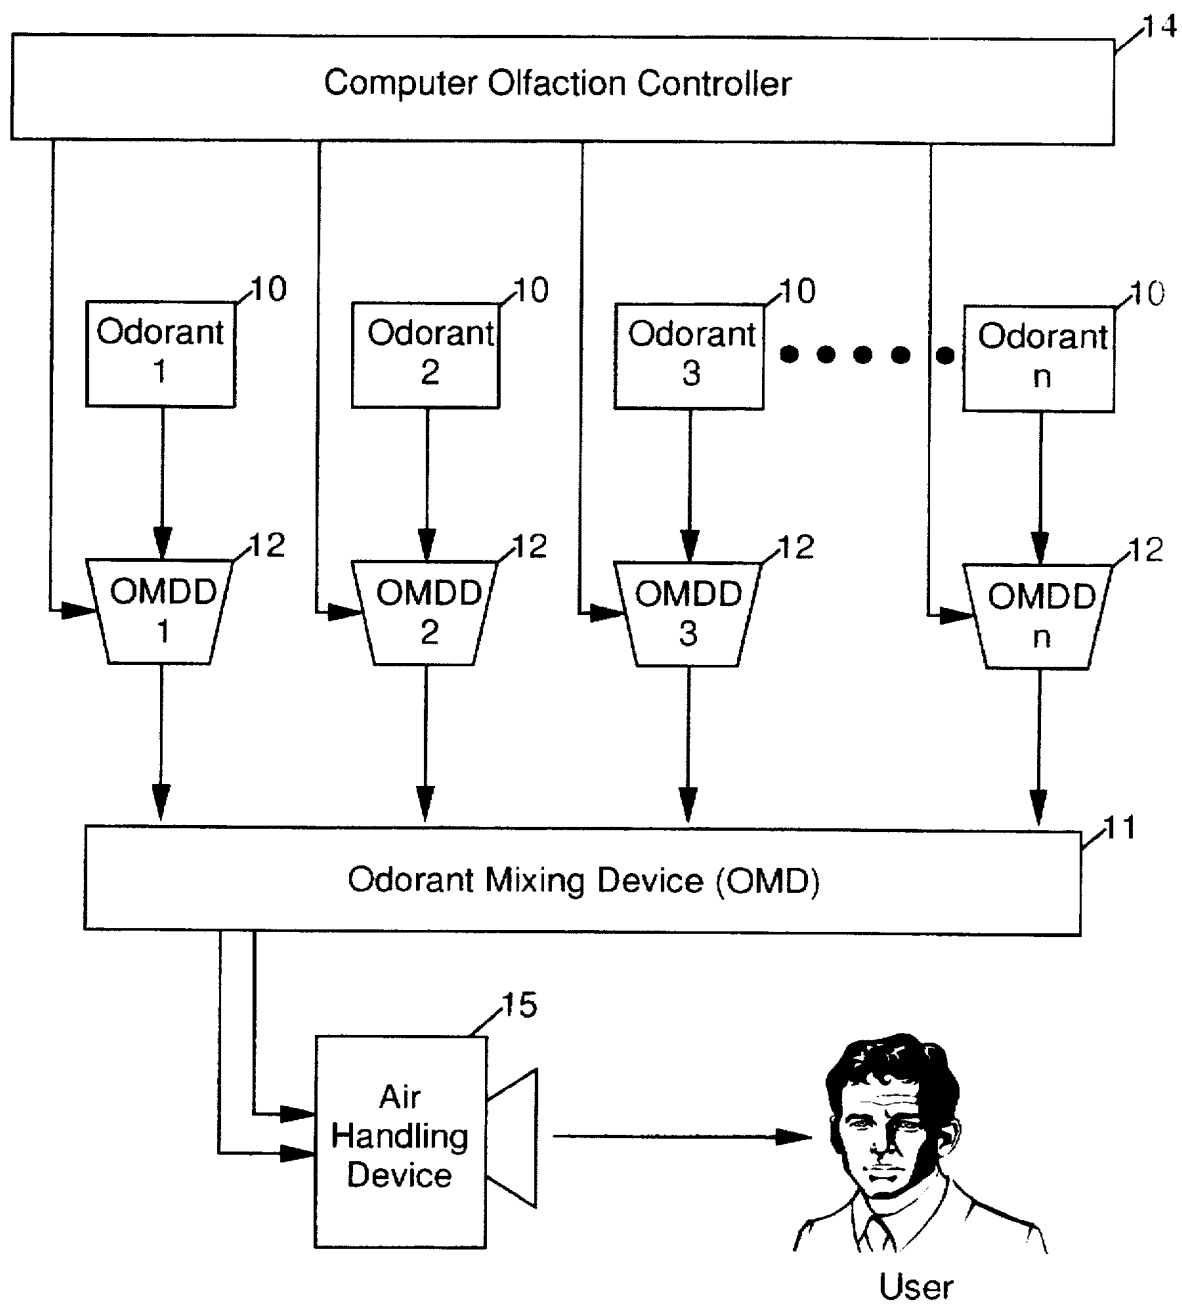 14
Computer Olfaction Controller
10
10
10
10
Odorant
1
Odorant
2
Odorant
3
Odorant
n
12
12
12
12
OMDD
1
OMDD
2
OMDD
3
OMDD
n
11
Odorant Mixing Device (OMD)
15
Air
Handling
Device
User